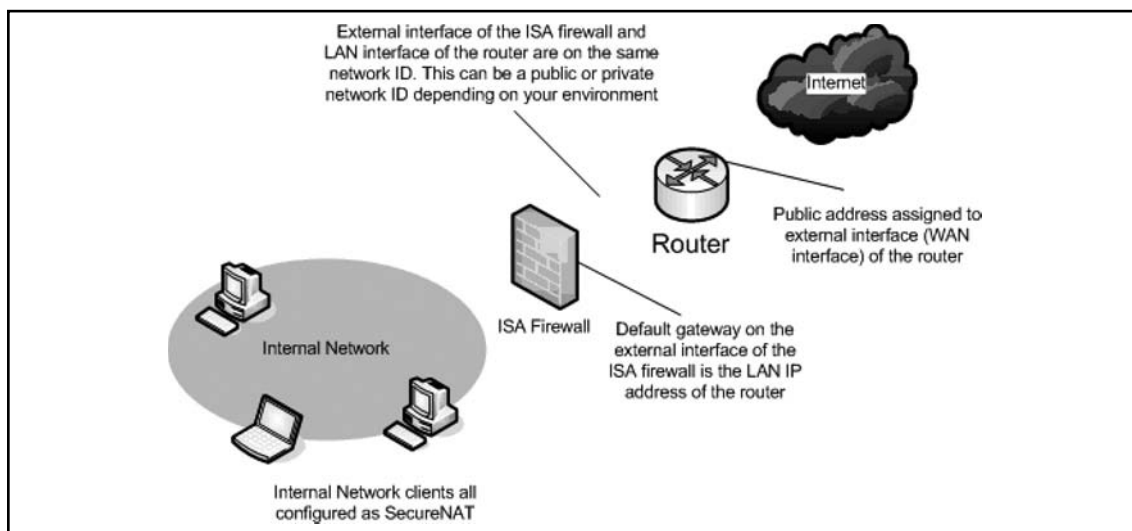 External interface of the ISA firewall and
LAN interface of the router are on the same
network ID. This can be a public or private
network ID depending on your environment
Internet
Router
Public address assigned to
external interface (WAN
interface) of the router
ISA Firewall
Default gateway on the
external interface of the
ISA firewall is the LAN IP
address of the router
Internal Network
Internal Network clients all
configured as SecureNAT